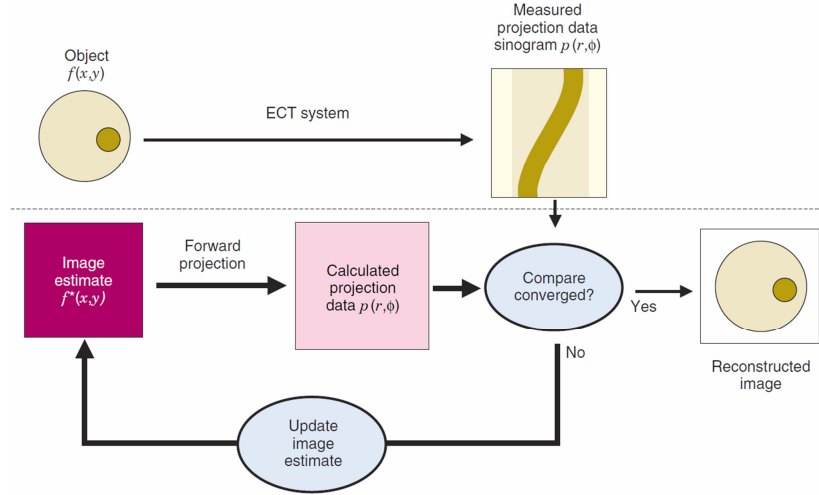 Measured
projection data
sinogram p (r,ϕ)
Object
f(x,y)
ECT system
Image
estimate
f*(x,y)
Forward
projection
Calculated
projection
data p (r,ϕ)
Compare
converged?
Yes
No
Reconstructed
image
Update
image
estimate